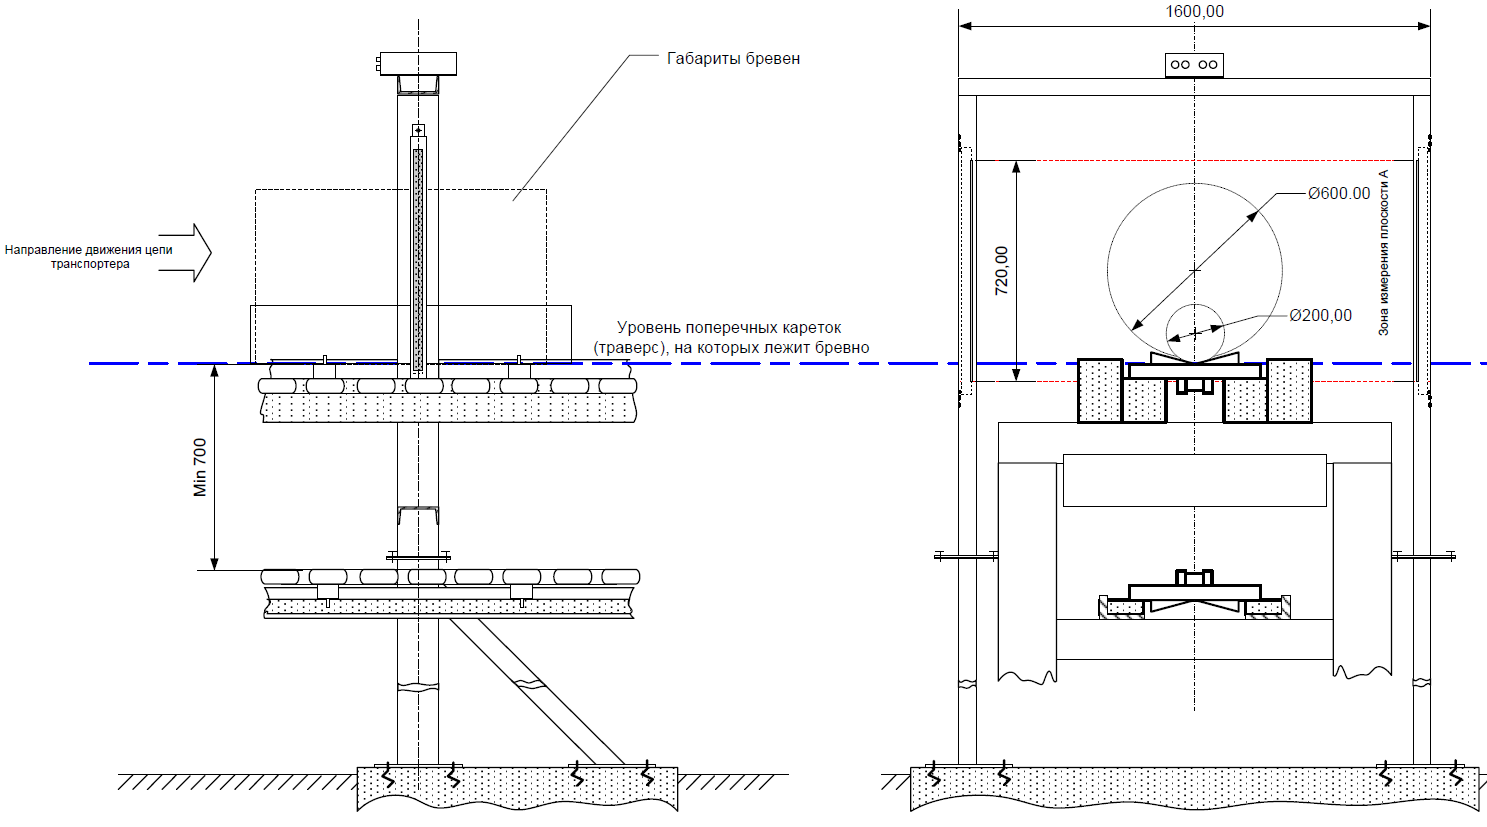 1600,00
Габариты бревен
Направление движения цепи
транспортера
Ø600.00
Зона измерения плоскости А
720,00
Ø200,00
Уровень поперечных кареток
(траверс), на которых лежит бревно
Min 700